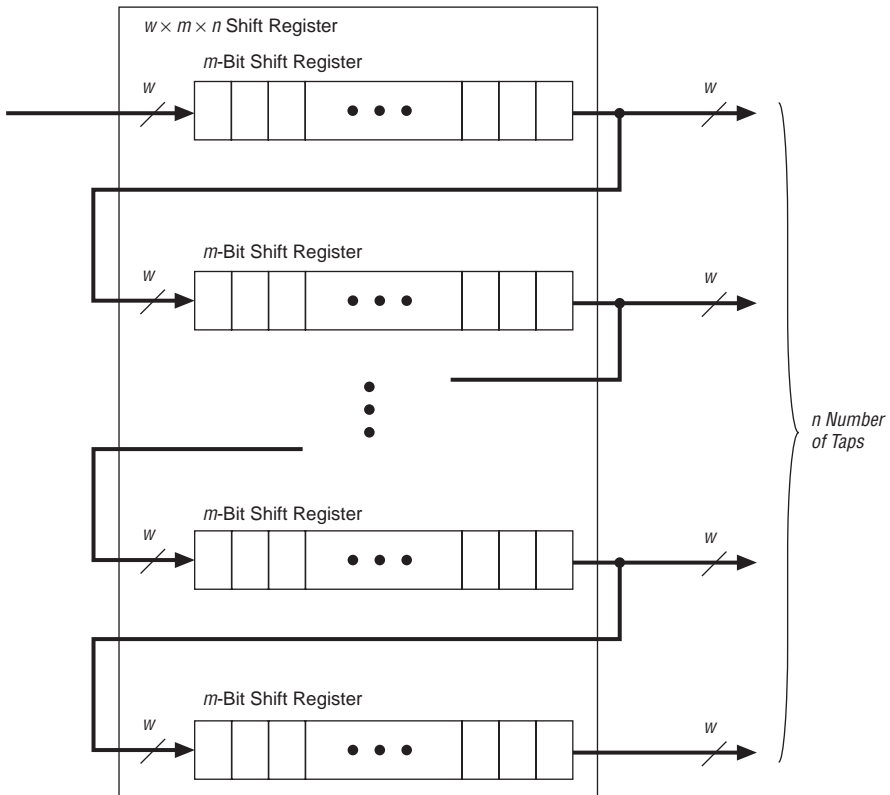 w × m × n Shift Register
m-Bit Shift Register
w
w
m-Bit Shift Register
w
w
n Number
of Taps
m-Bit Shift Register
w
w
m-Bit Shift Register
w
w